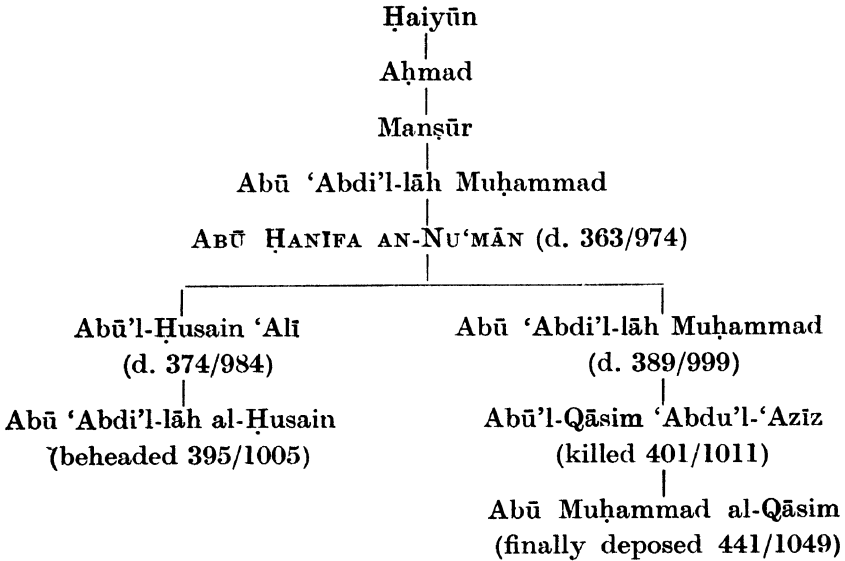 Ḥaiyūn
Aḥmad
Manṣūr
Abū ‘Abdi’l-lāh Muḥammad
Abū Ḥanīfa an-Nu‘mān (d. 363/974)
Abū’l-Ḥusain ‘Alī
(d. 374/984)
Abū ‘Abdi’l-lāh al-Ḥusain
(beheaded 395/1005)
Abū ‘Abdi’l-lāh Muḥammad
(d. 389/999)
Abū’l-Qāsim ‘Abdu’l-‘Azīz
(killed 401/1011)
Abū Muḥammad al-Qāsim
(finally deposed 441/1049)